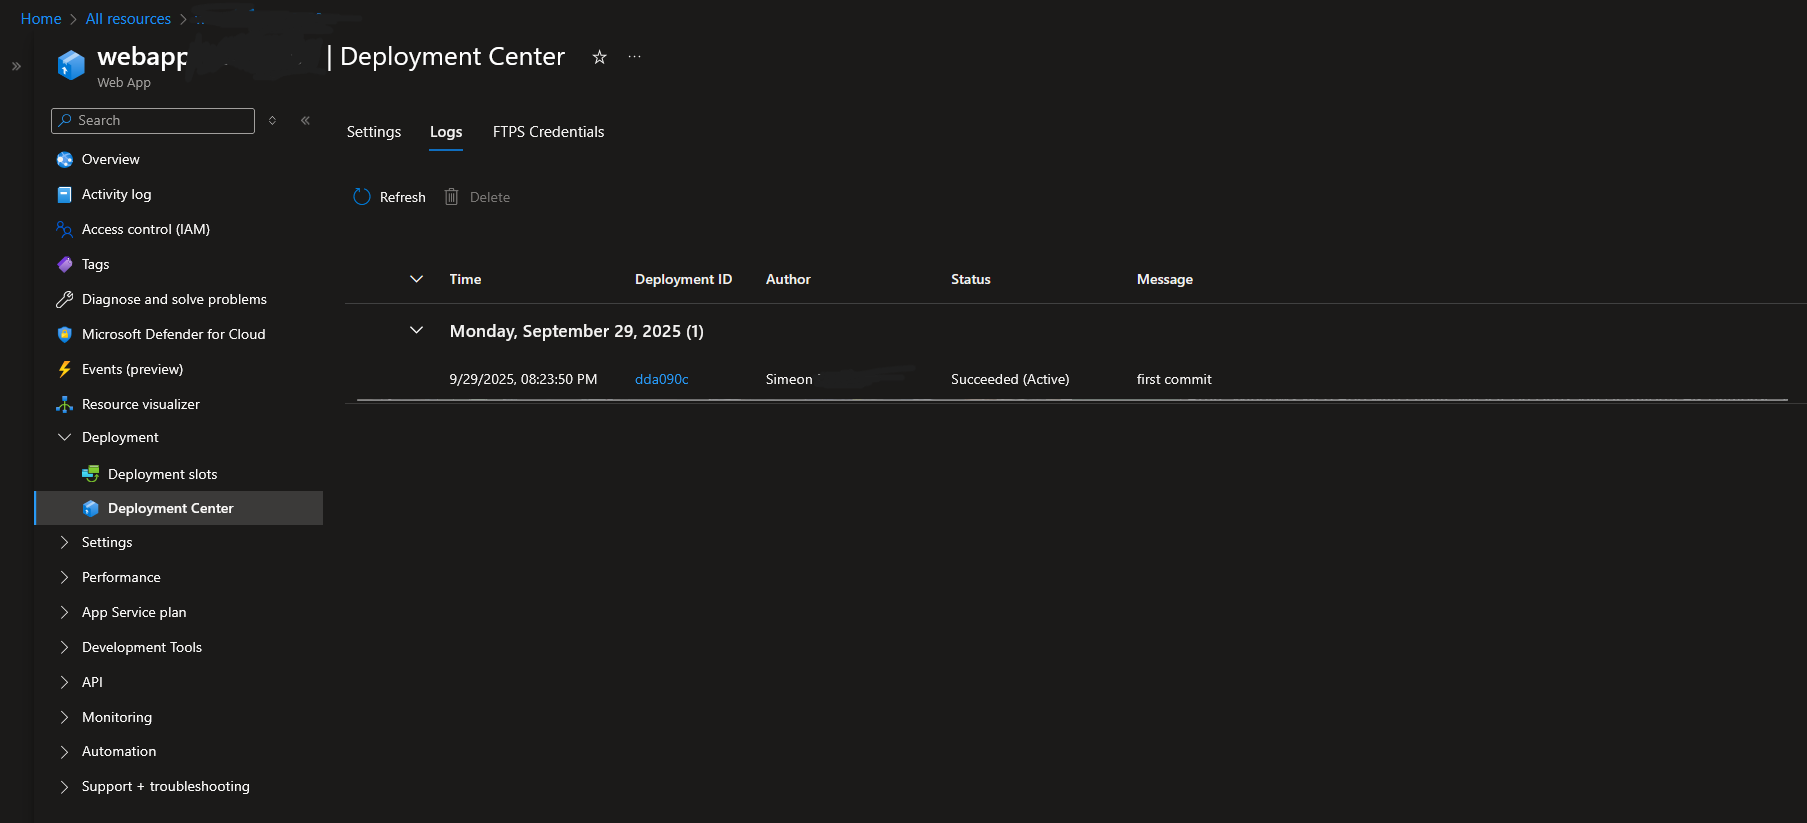 Home > All resources >
webapp | Deployment Center
Web App
Search
Overview
Activity log
Access control (IAM)
Tags
Diagnose and solve problems
Microsoft Defender for Cloud
Events (preview)
Resource visualizer
Deployment
Deployment slots
Deployment Center
Settings
Performance
App Service plan
Development Tools
API
Monitoring
Automation
Support + troubleshooting
Settings Logs FTPS Credentials
Refresh Delete
Time Deployment ID Author Status Message
Monday, September 29, 2025 (1)
9/29/2025, 08:23:50 PM dda090c Simeon Succeeded (Active) first commit